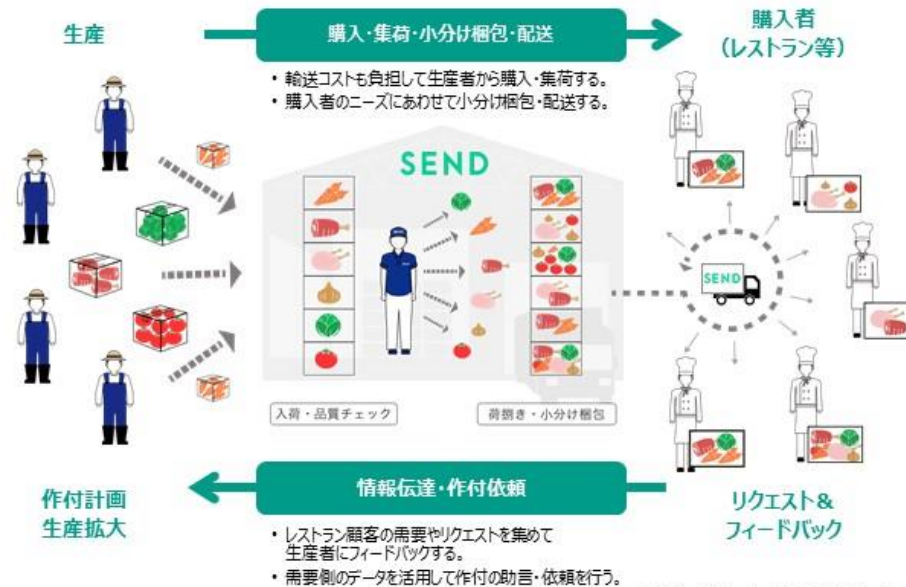 生産
購入・集荷・小分け梱包・配送
購入者
(レストラン等)
• 輸送コストも負担して生産者から購入・集荷する。
• 購入者のニーズにあわせて小分け梱包・配送する。
SEND
SEND
入荷・品質チェック
荷捌き・小分け梱包
作付計画
生産拡大
情報伝達・作付依頼
リクエスト&
フィードバック
• レストラン顧客の需要やリクエストを集めて
生産者にフィードバックする。
• 需要側のデータを活用して作付の助言・依頼を行う。